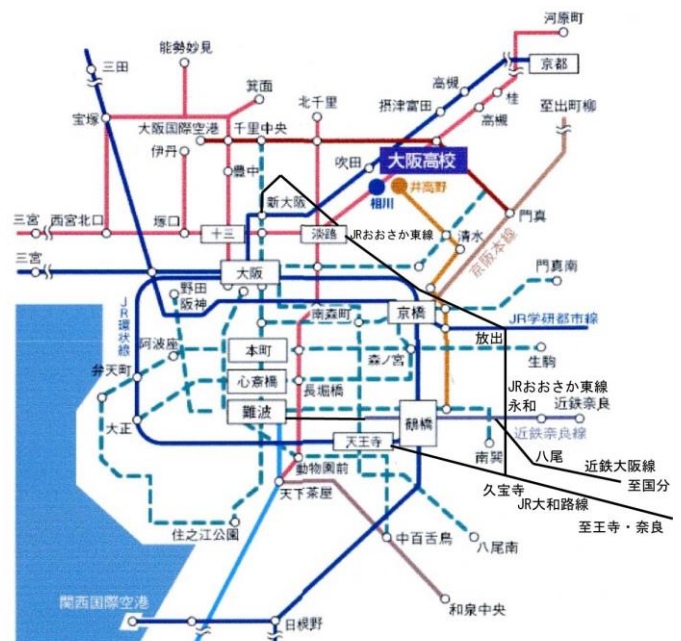 河原町
能勢妙見
三田
京都
高槻
箕面
桂
北千里
摂津富田
宝塚
高槻
至出町柳
大阪国際空港
千里中央
伊丹
吹田
大阪高校
豊中
相川
井高野
新大阪
門真
三宮
西宮北口
塚口
十三
淡路
JRおおさか東線
清水
京阪本線
三宮
大阪
門真南
野田
阪神
JR環状線
南森町
京橋
JR学研都市線
放出
阿波座
本町
森ノ宮
生駒
弁天町
心斎橋
長堀橋
JRおおさか東線
永和
近鉄奈良
難波
鶴橋
近鉄奈良線
大正
天王寺
南巽
八尾
近鉄大阪線
動物園前
至国分
天下茶屋
久宝寺
JR大和路線
至王寺・奈良
住之江公園
中百舌鳥
八尾南
関西国際空港
和泉中央
日根野